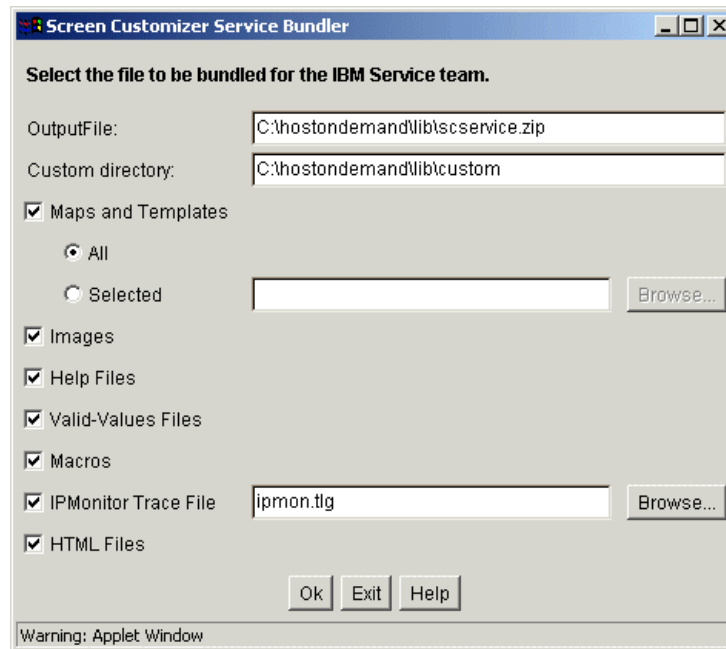 Screen Customizer Service Bundler
Select the file to be bundled for the IBM Service team.
OutputFile: C:\hostondemand\lib\scservice.zip
Custom directory: C:\hostondemand\lib\custom
Maps and Templates
All
Selected Browse...
Images
Help Files
Valid-Values Files
Macros
IPMonitor Trace File ipmon.tlg Browse...
HTML Files
Ok Exit Help
Warning: Applet Window